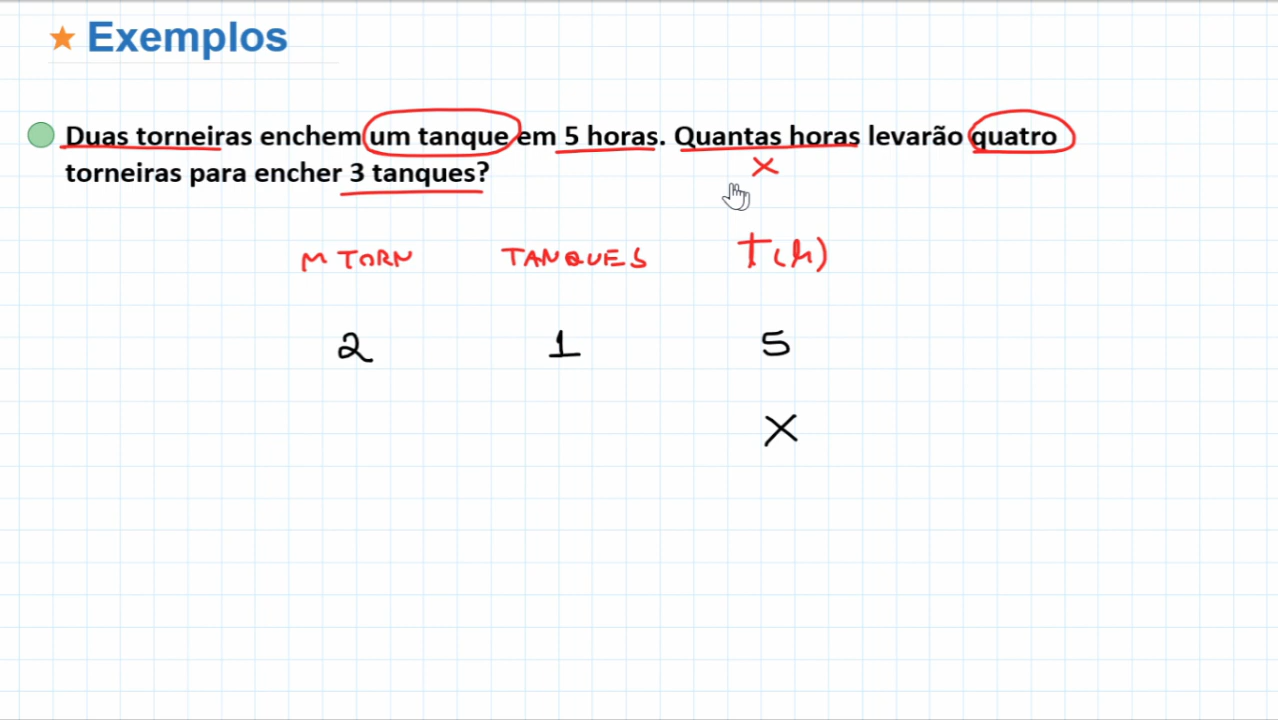 Exemplos
Duas torneiras enchem um tanque em 5 horas. Quantas horas levarão quatro
torneiras para encher 3 tanques?
X
M TORN TANQUES T(h)
2 1 5
X